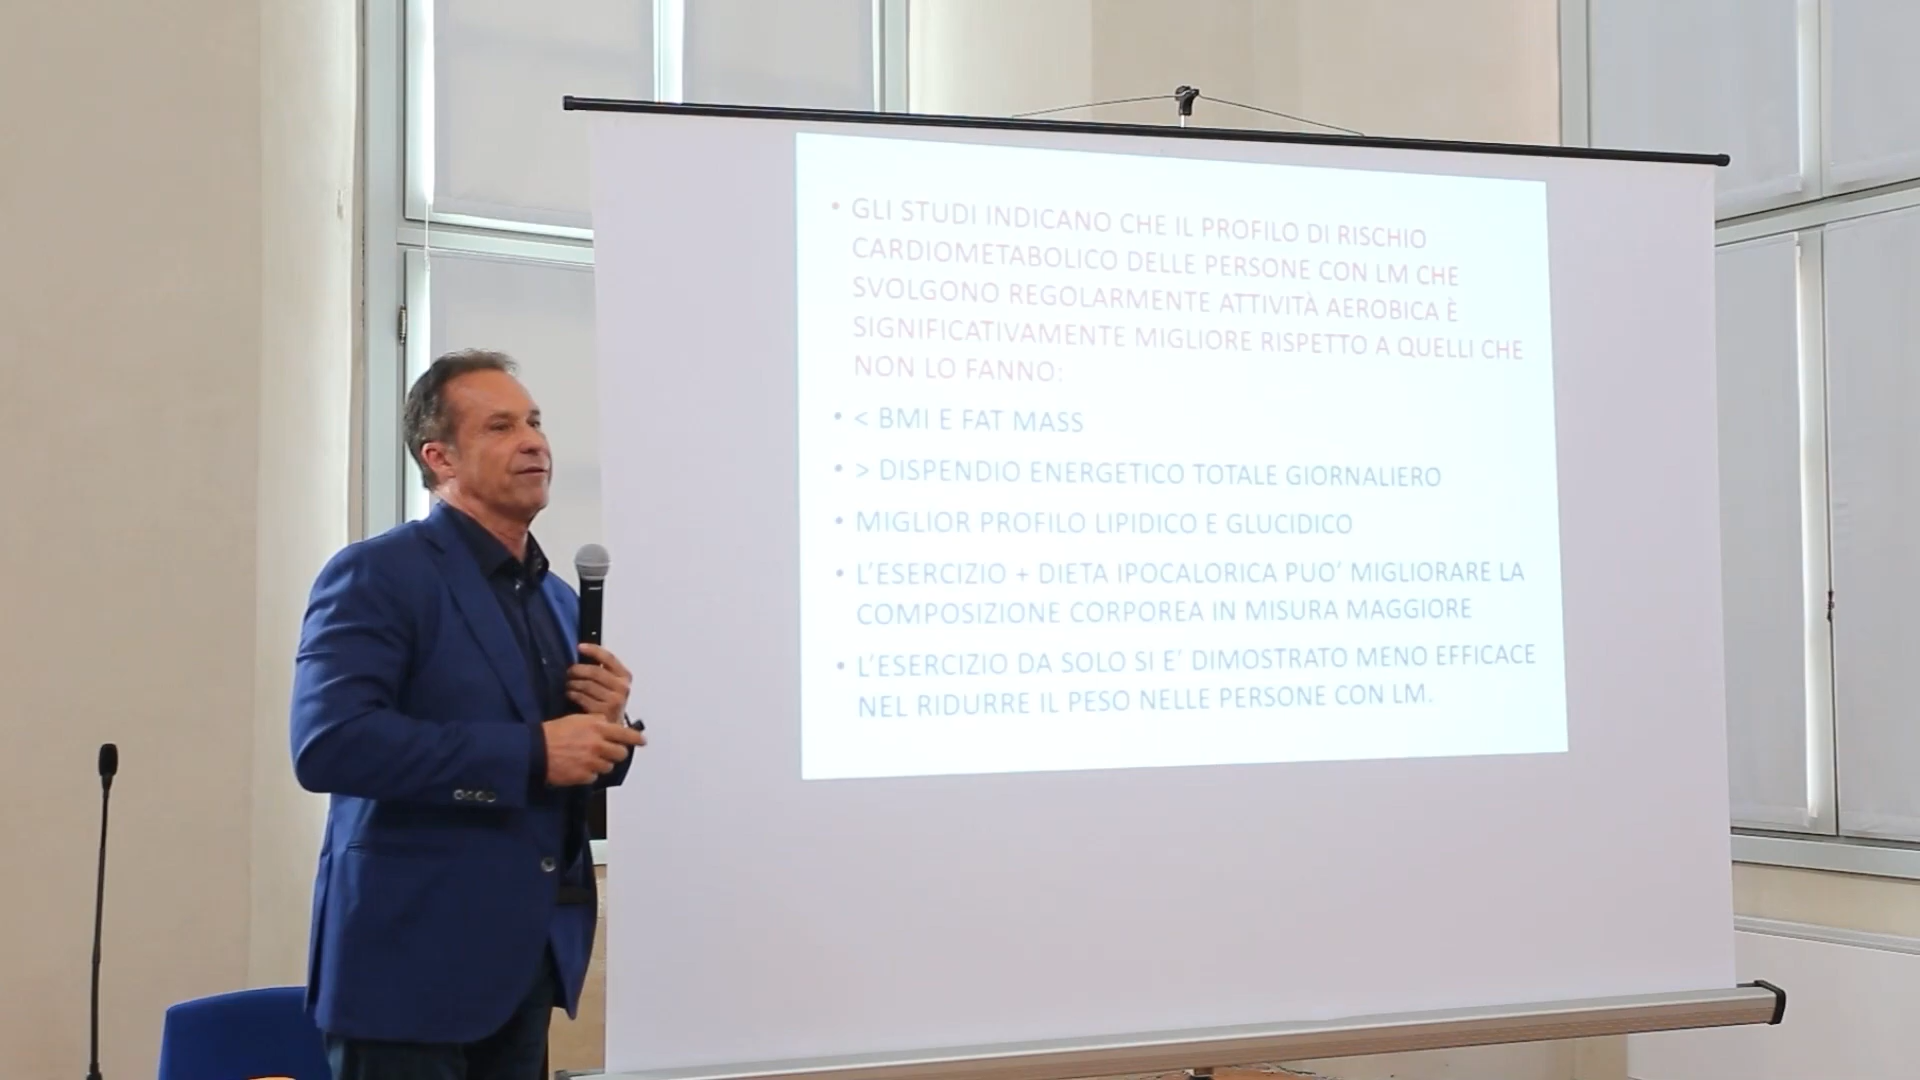 • GLI STUDI INDICANO CHE IL PROFILO DI RISCHIO
CARDIOMETABOLICO DELLE PERSONE CON LM CHE
SVOLGONO REGOLARMENTE ATTIVITÀ AEROBICA È
SIGNIFICATIVAMENTE MIGLIORE RISPETTO A QUELLI CHE
NON LO FANNO:
• < BMI E FAT MASS
• > DISPENDIO ENERGETICO TOTALE GIORNALIERO
• MIGLIOR PROFILO LIPIDICO E GLUCIDICO
• L'ESERCIZIO + DIETA IPOCALORICA PUO' MIGLIORARE LA
COMPOSIZIONE CORPOREA IN MISURA MAGGIORE
• L'ESERCIZIO DA SOLO SI E' DIMOSTRATO MENO EFFICACE
NEL RIDURRE IL PESO NELLE PERSONE CON LM.